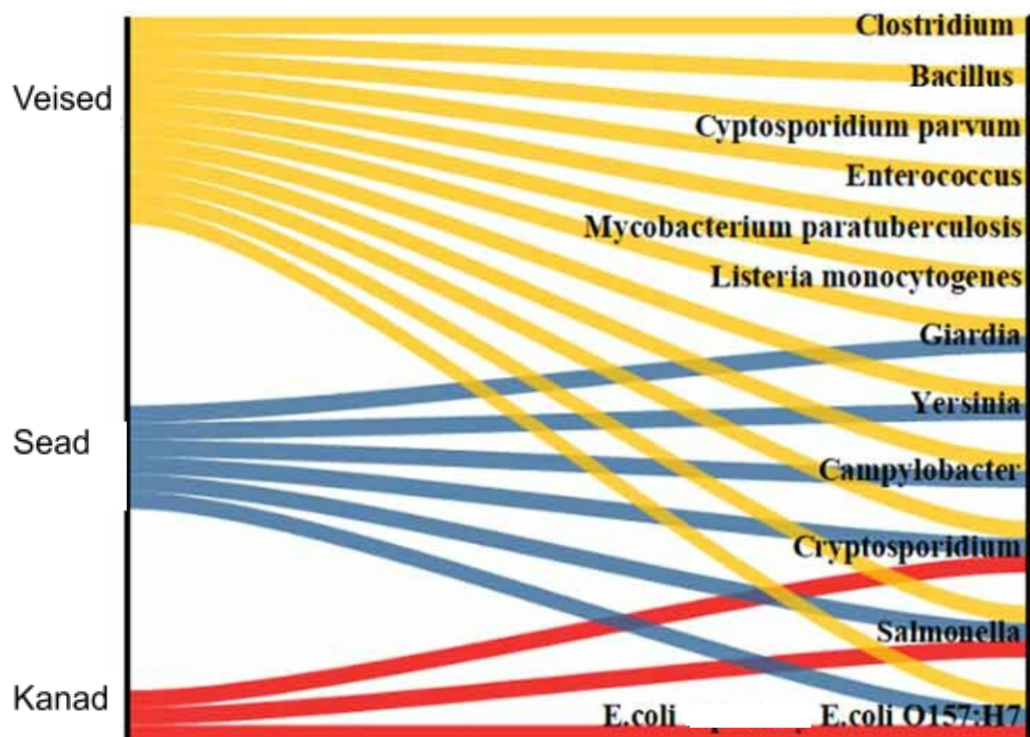 Clostridium
Veised
Bacillus
Cyptosporidium parvum
Enterococcus
Mycobacterium paratuberculosis
Listeria monocytogenes
Giardia
Yersinia
Sead
Campylobacter
Cryptosporidium
Salmonella
Kanad
E.coli E.coli O157:H7